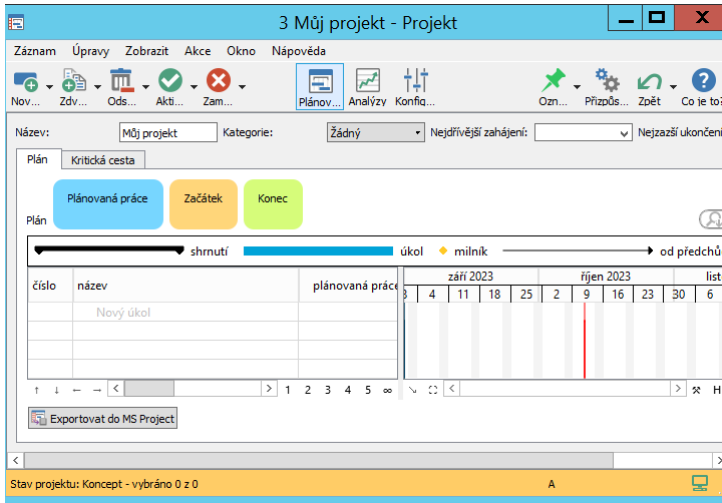 3 Můj projekt - Projekt
Záznam Úpravy Zobrazit Akce Okno Nápověda
Nov... Zdv... Ods... Akti... Zam... Plánov... Analýzy Konfig... Ozn... Přizpůs... Zpět Co je to?
Název: Můj projekt Kategorie: Žádný Nejdřívější zahájení: Nejzazší ukončení
Plán Kritická cesta
Plánovaná práce Začátek Konec
Plán
shrnutí úkol milník od předchů
číslo název plánovaná práce září 2023 říjen 2023 list
4 11 18 25 2 9 16 23 30 6
Nový úkol
1 2 3 4 5 ∞ H
Exportovat do MS Project
Stav projektu: Koncept - vybráno 0 z 0 A